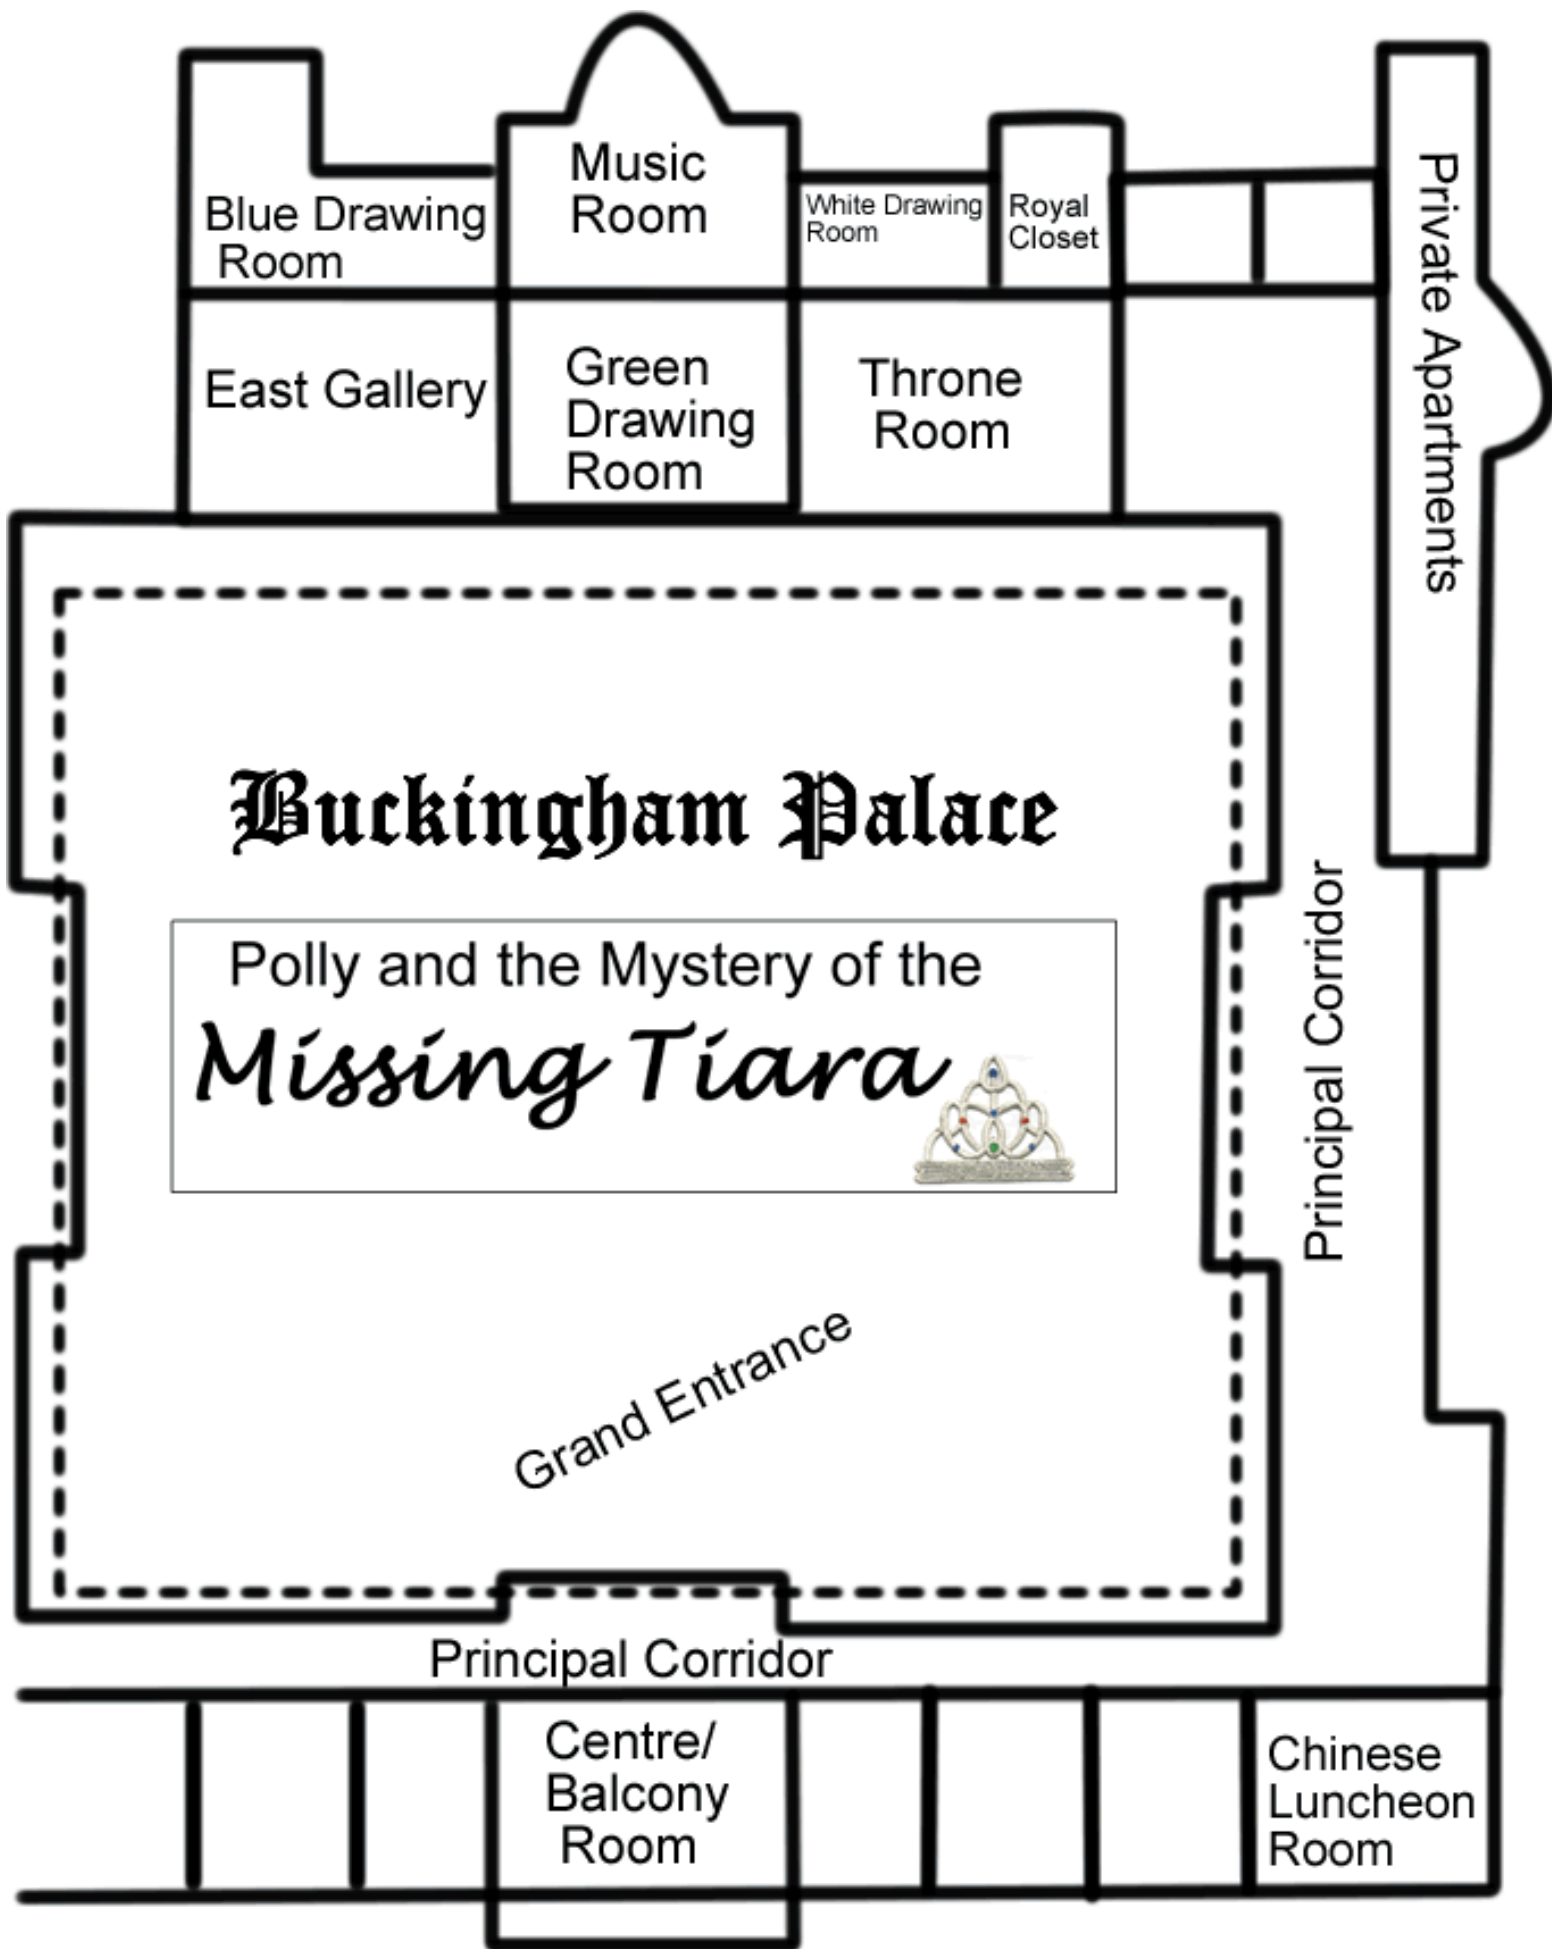 Music
Room
Blue Drawing
Room
White Drawing
Room
Royal
Closet
Private Apartments
East Gallery
Green
Drawing
Room
Throne
Room
Buckingham Palace
Polly and the Mystery of the
Missing Tiara
Principal Corridor
Grand Entrance
Principal Corridor
Centre/
Balcony
Room
Chinese
Luncheon
Room